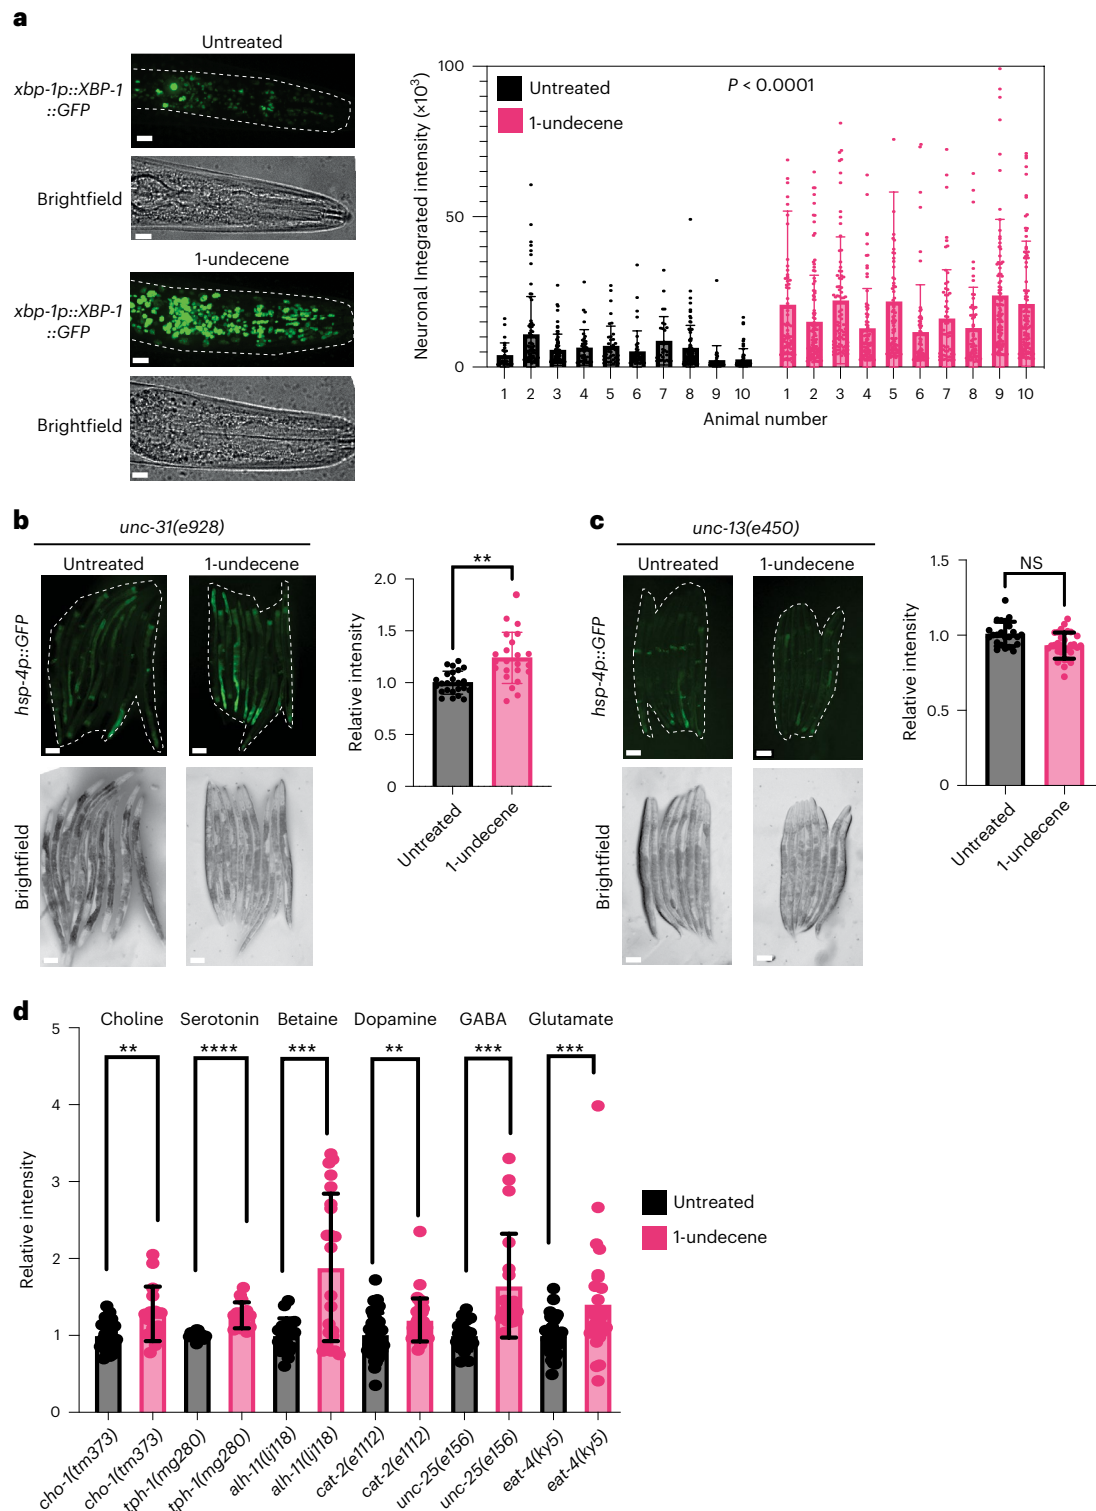 a
Untreated
xbp-1p::XBP-1
::GFP
Brightfield
1-undecene
xbp-1p::XBP-1
::GFP
Brightfield
Neuronal Integrated intensity (×10³)
100
50
0
Untreated
1-undecene
P < 0.0001
1 2 3 4 5 6 7 8 9 10 1 2 3 4 5 6 7 8 9 10
Animal number
b
unc-31(e928)
Untreated 1-undecene
hsp-4p::GFP
Brightfield
Relative intensity
2.0
1.5
1.0
0.5
0
**
Untreated
1-undecene
c
unc-13(e450)
Untreated 1-undecene
hsp-4p::GFP
Brightfield
Relative intensity
1.5
1.0
0.5
0
NS
Untreated
1-undecene
d
Relative intensity
5
4
3
2
1
0
Choline Serotonin Betaine Dopamine GABA Glutamate
** **** *** ** *** ***
Untreated
1-undecene
cho-1(tm373)
cho-1(tm373)
tph-1(mg280)
tph-1(mg280)
alh-11(lj118)
alh-11(lj118)
cat-2(e1112)
cat-2(e1112)
unc-25(e156)
unc-25(e156)
eat-4(ky5)
eat-4(ky5)